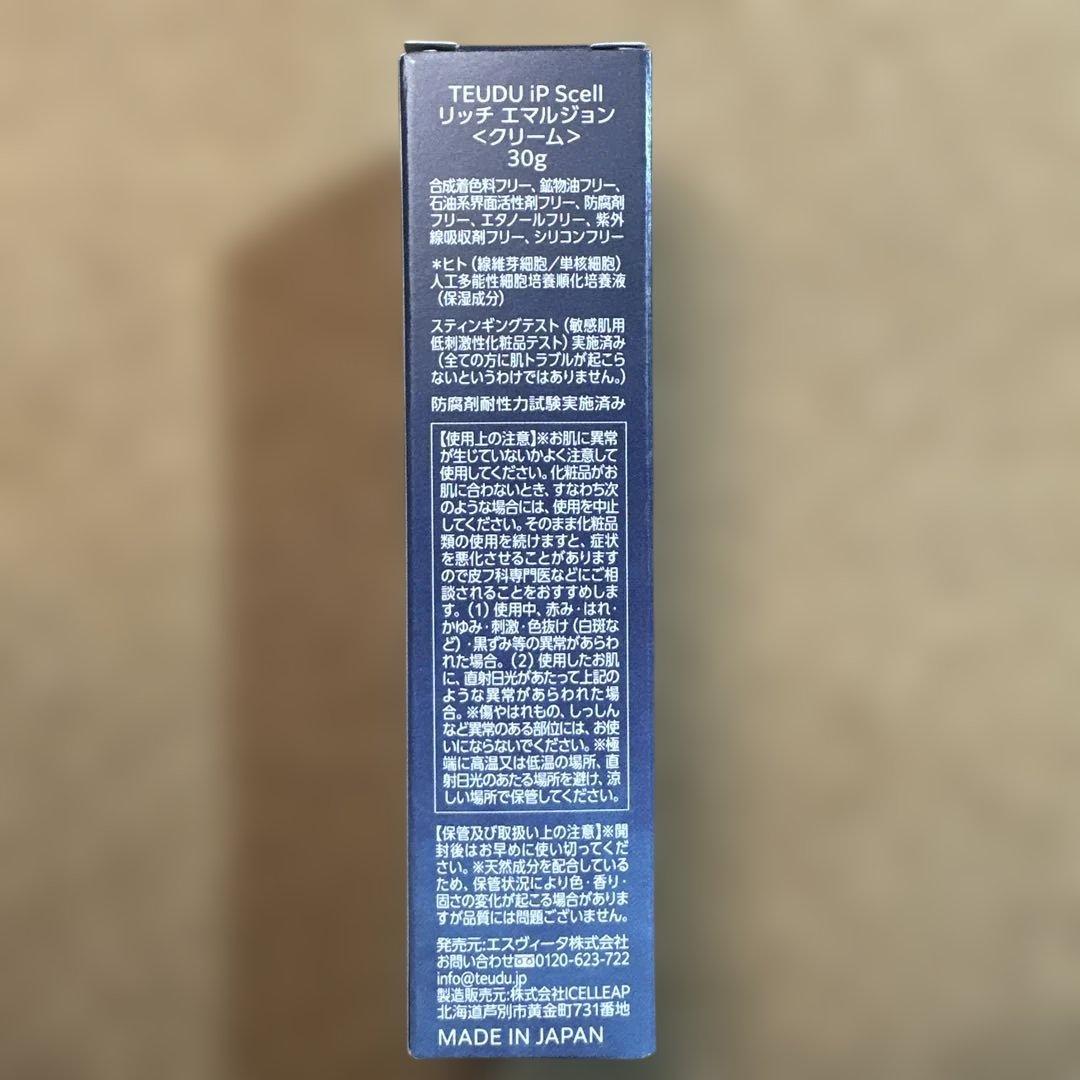 TEUDU iP Scell
リッチ エマルジョン
<クリーム>
30g
合成着色料フリー、鉱物油フリー、
石油系界面活性剤フリー、防腐剤
フリー、エタノールフリー、紫外
線吸収剤フリー、シリコンフリー
*ヒト(線維芽細胞/単核細胞)
人工多能性細胞培養順化培養液
(保湿成分)
スティンギングテスト(敏感肌用
低刺激性化粧品テスト)実施済み
(全ての方に肌トラブルが起こら
ないというわけではありません。)
防腐剤耐性力試験実施済み
【使用上の注意】※お肌に異常
が生じていないかよく注意して
使用してください。化粧品がお
肌に合わないとき、すなわち次
のような場合には、使用を中止
してください。そのまま化粧品
類の使用を続けますと、症状
を悪化させることがあります
ので皮フ科専門医などにご相
談されることをおすすめしま
す。(1)使用中、赤み・はれ・
かゆみ・刺激・色抜け(白斑な
ど)・黒ずみ等の異常があらわ
れた場合。(2)使用したお肌
に、直射日光があたって上記の
ような異常があらわれた場
合。※傷やはれもの、しっしん
など異常のある部位には、お使
いにならないでください。※極
端に高温又は低温の場所、直
射日光のあたる場所を避け、涼
しい場所で保管してください。
【保管及び取扱い上の注意】※開
封後はお早めに使い切ってくだ
さい。※天然成分を配合している
ため、保管状況により色・香り・
固さの変化が起こる場合がありま
すが品質には問題ございません。
発売元:エスヴィータ株式会社
お問い合わせ0120-623-722
info@teudu.jp
製造販売元:株式会社ICELLEAP
北海道芦別市黄金町731番地
MADE IN JAPAN